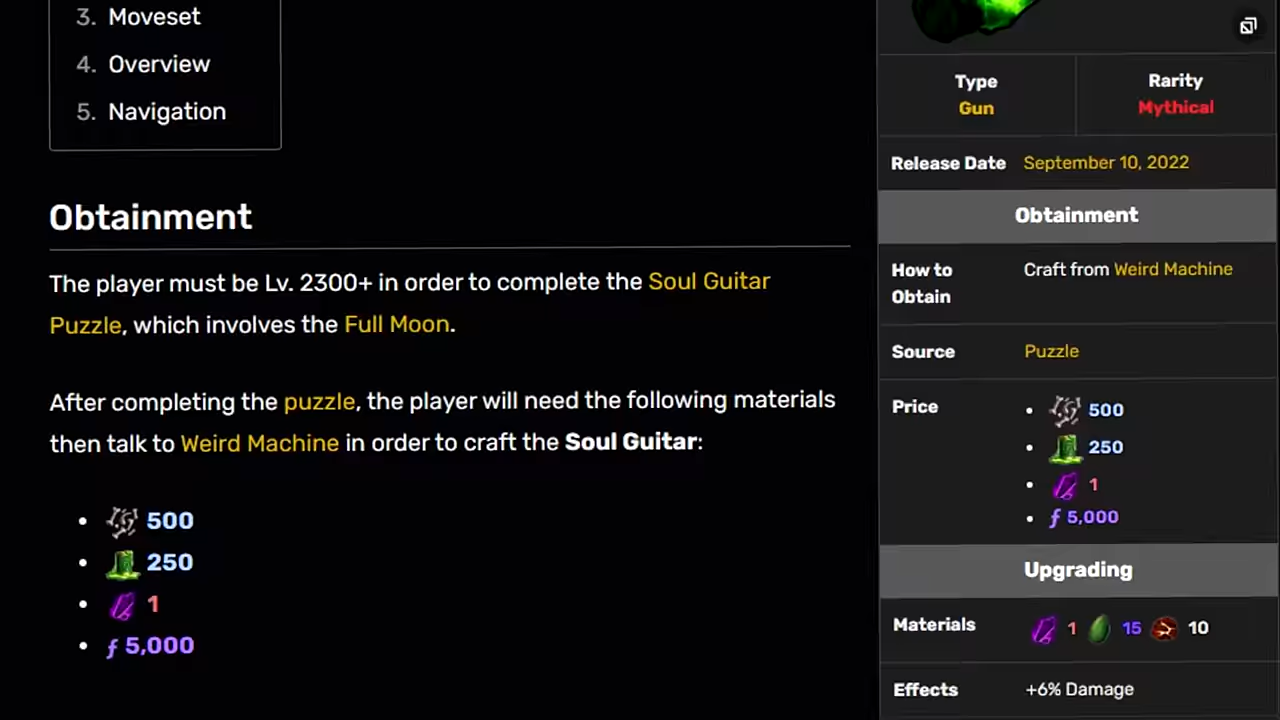 3. Moveset
4. Overview
5. Navigation
Obtainment
The player must be Lv. 2300+ in order to complete the Soul Guitar
Puzzle, which involves the Full Moon.
After completing the puzzle, the player will need the following materials
then talk to Weird Machine in order to craft the Soul Guitar:
• 500
• 250
• 1
• ƒ 5,000
Type
Gun
Rarity
Mythical
Release Date September 10, 2022
Obtainment
How to
Obtain
Craft from Weird Machine
Source Puzzle
Price
• 500
• 250
• 1
• ƒ 5,000
Upgrading
Materials 1 15 10
Effects +6% Damage